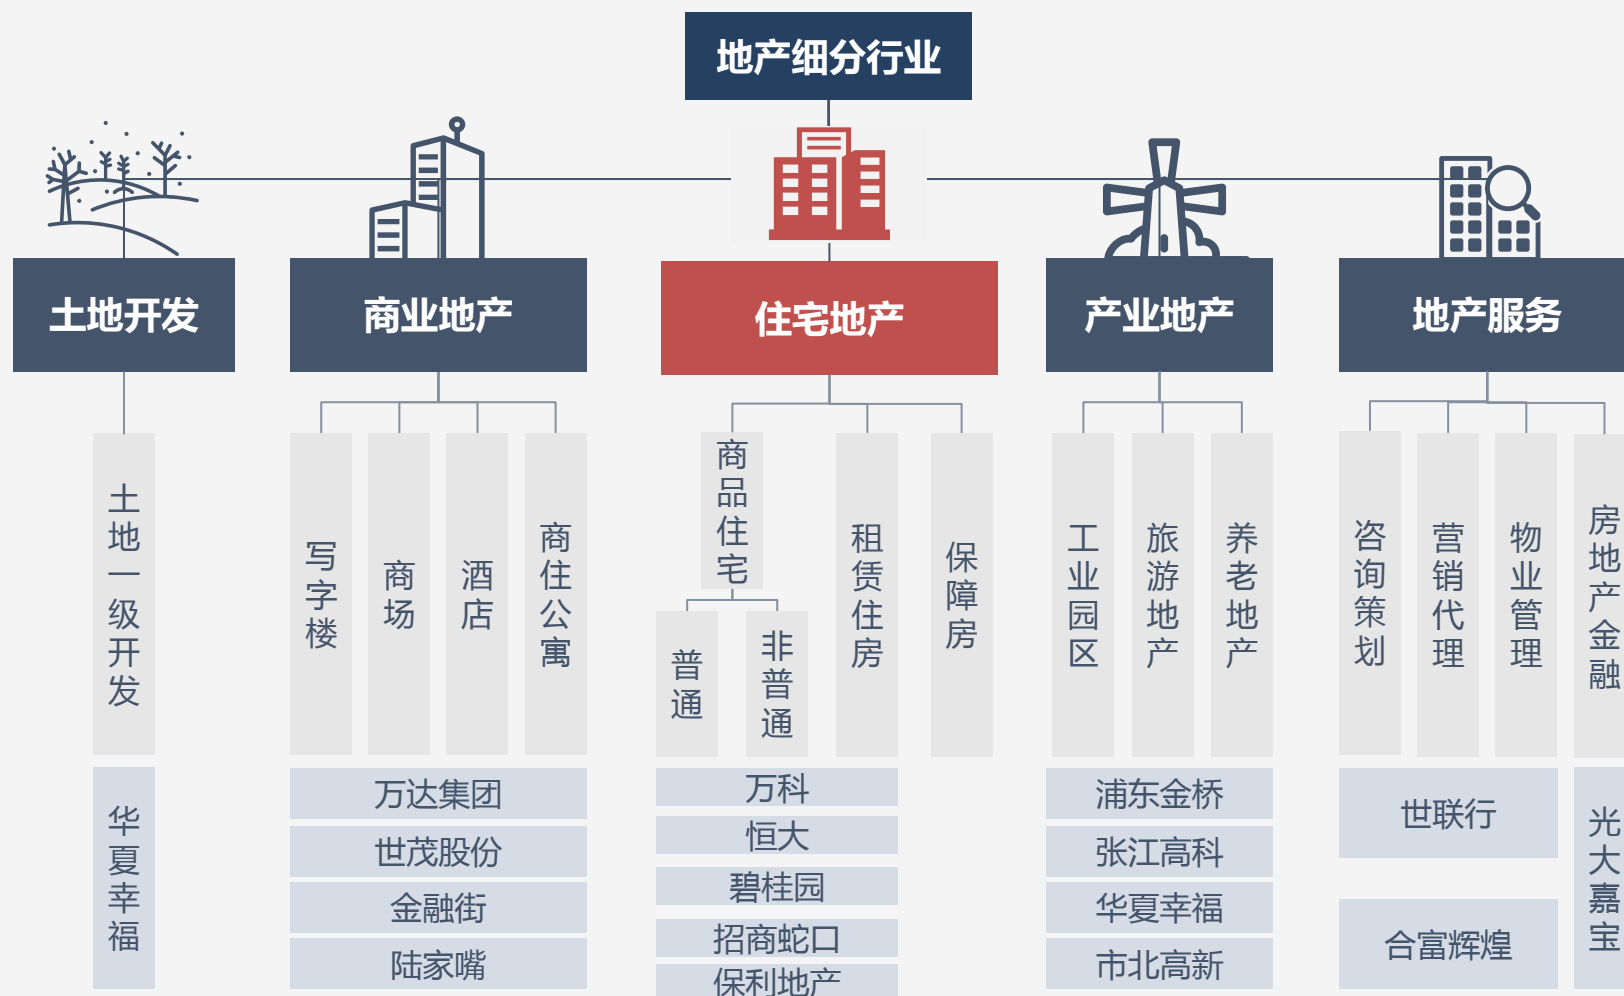 地产细分行业
土地开发
商业地产
住宅地产
产业地产
地产服务
土地一级开发
写字楼
商场
酒店
商住公寓
商品住宅
普通
非普通
租赁住房
保障房
工业园区
旅游地产
养老地产
咨询策划
营销代理
物业管理
房地产金融
华夏幸福
万达集团
世茂股份
金融街
陆家嘴
万科
恒大
碧桂园
招商蛇口
保利地产
浦东金桥
张江高科
华夏幸福
市北高新
世联行
合富辉煌
光大嘉宝